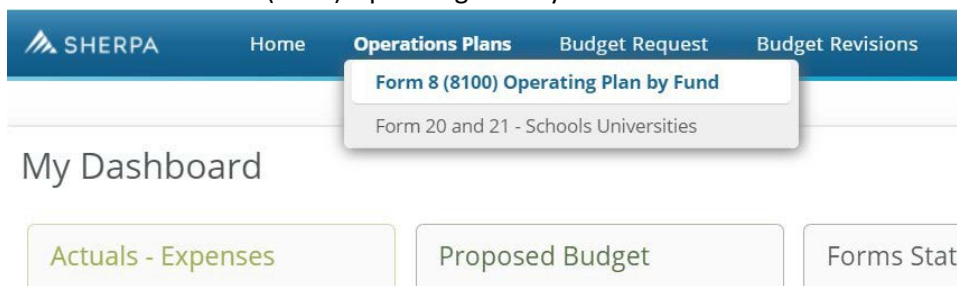 SHERPA Home Operations Plans Budget Request Budget Revisions
Form 8 (8100) Operating Plan by Fund
Form 20 and 21 - Schools Universities
My Dashboard
Actuals - Expenses Proposed Budget Forms Stat